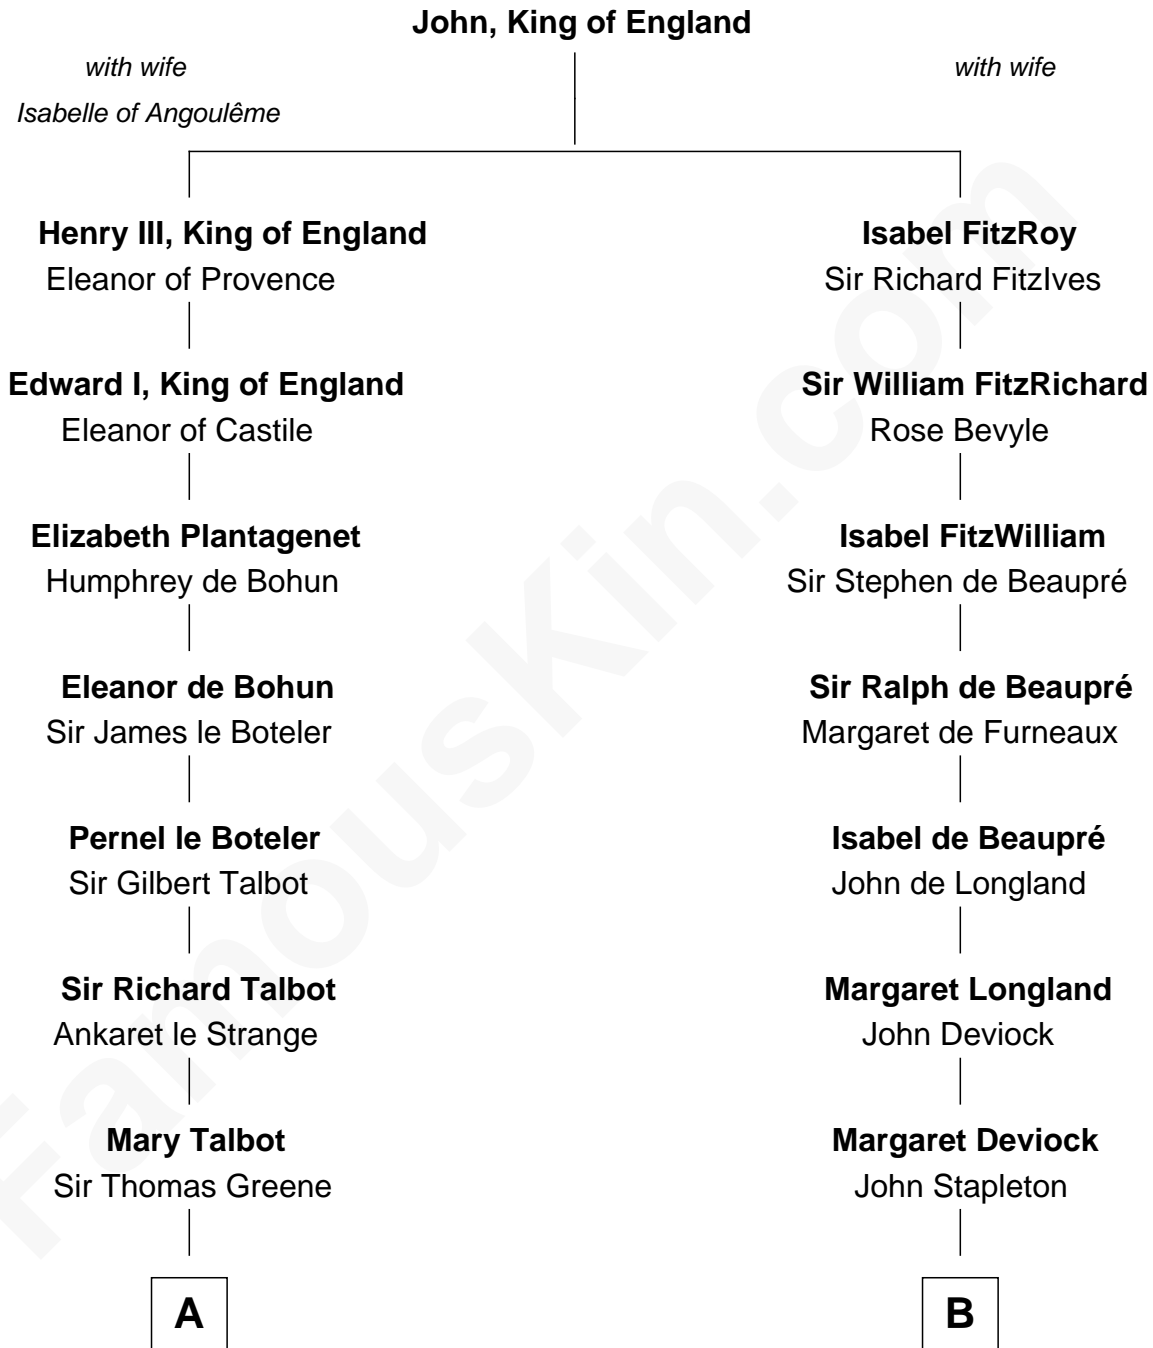 John, King of England
with wife
Isabelle of Angoulême
with wife
Henry III, King of England
Eleanor of Provence
Isabel FitzRoy
Sir Richard FitzIves
Edward I, King of England
Eleanor of Castile
Sir William FitzRichard
Rose Bevyle
Elizabeth Plantagenet
Humphrey de Bohun
Isabel FitzWilliam
Sir Stephen de Beaupré
Eleanor de Bohun
Sir James le Boteler
Sir Ralph de Beaupré
Margaret de Furneaux
Pernel le Boteler
Sir Gilbert Talbot
Isabel de Beaupré
John de Longland
Sir Richard Talbot
Ankaret le Strange
Margaret Longland
John Deviock
Mary Talbot
Sir Thomas Greene
Margaret Deviock
John Stapleton
A
B
FamousKin.com